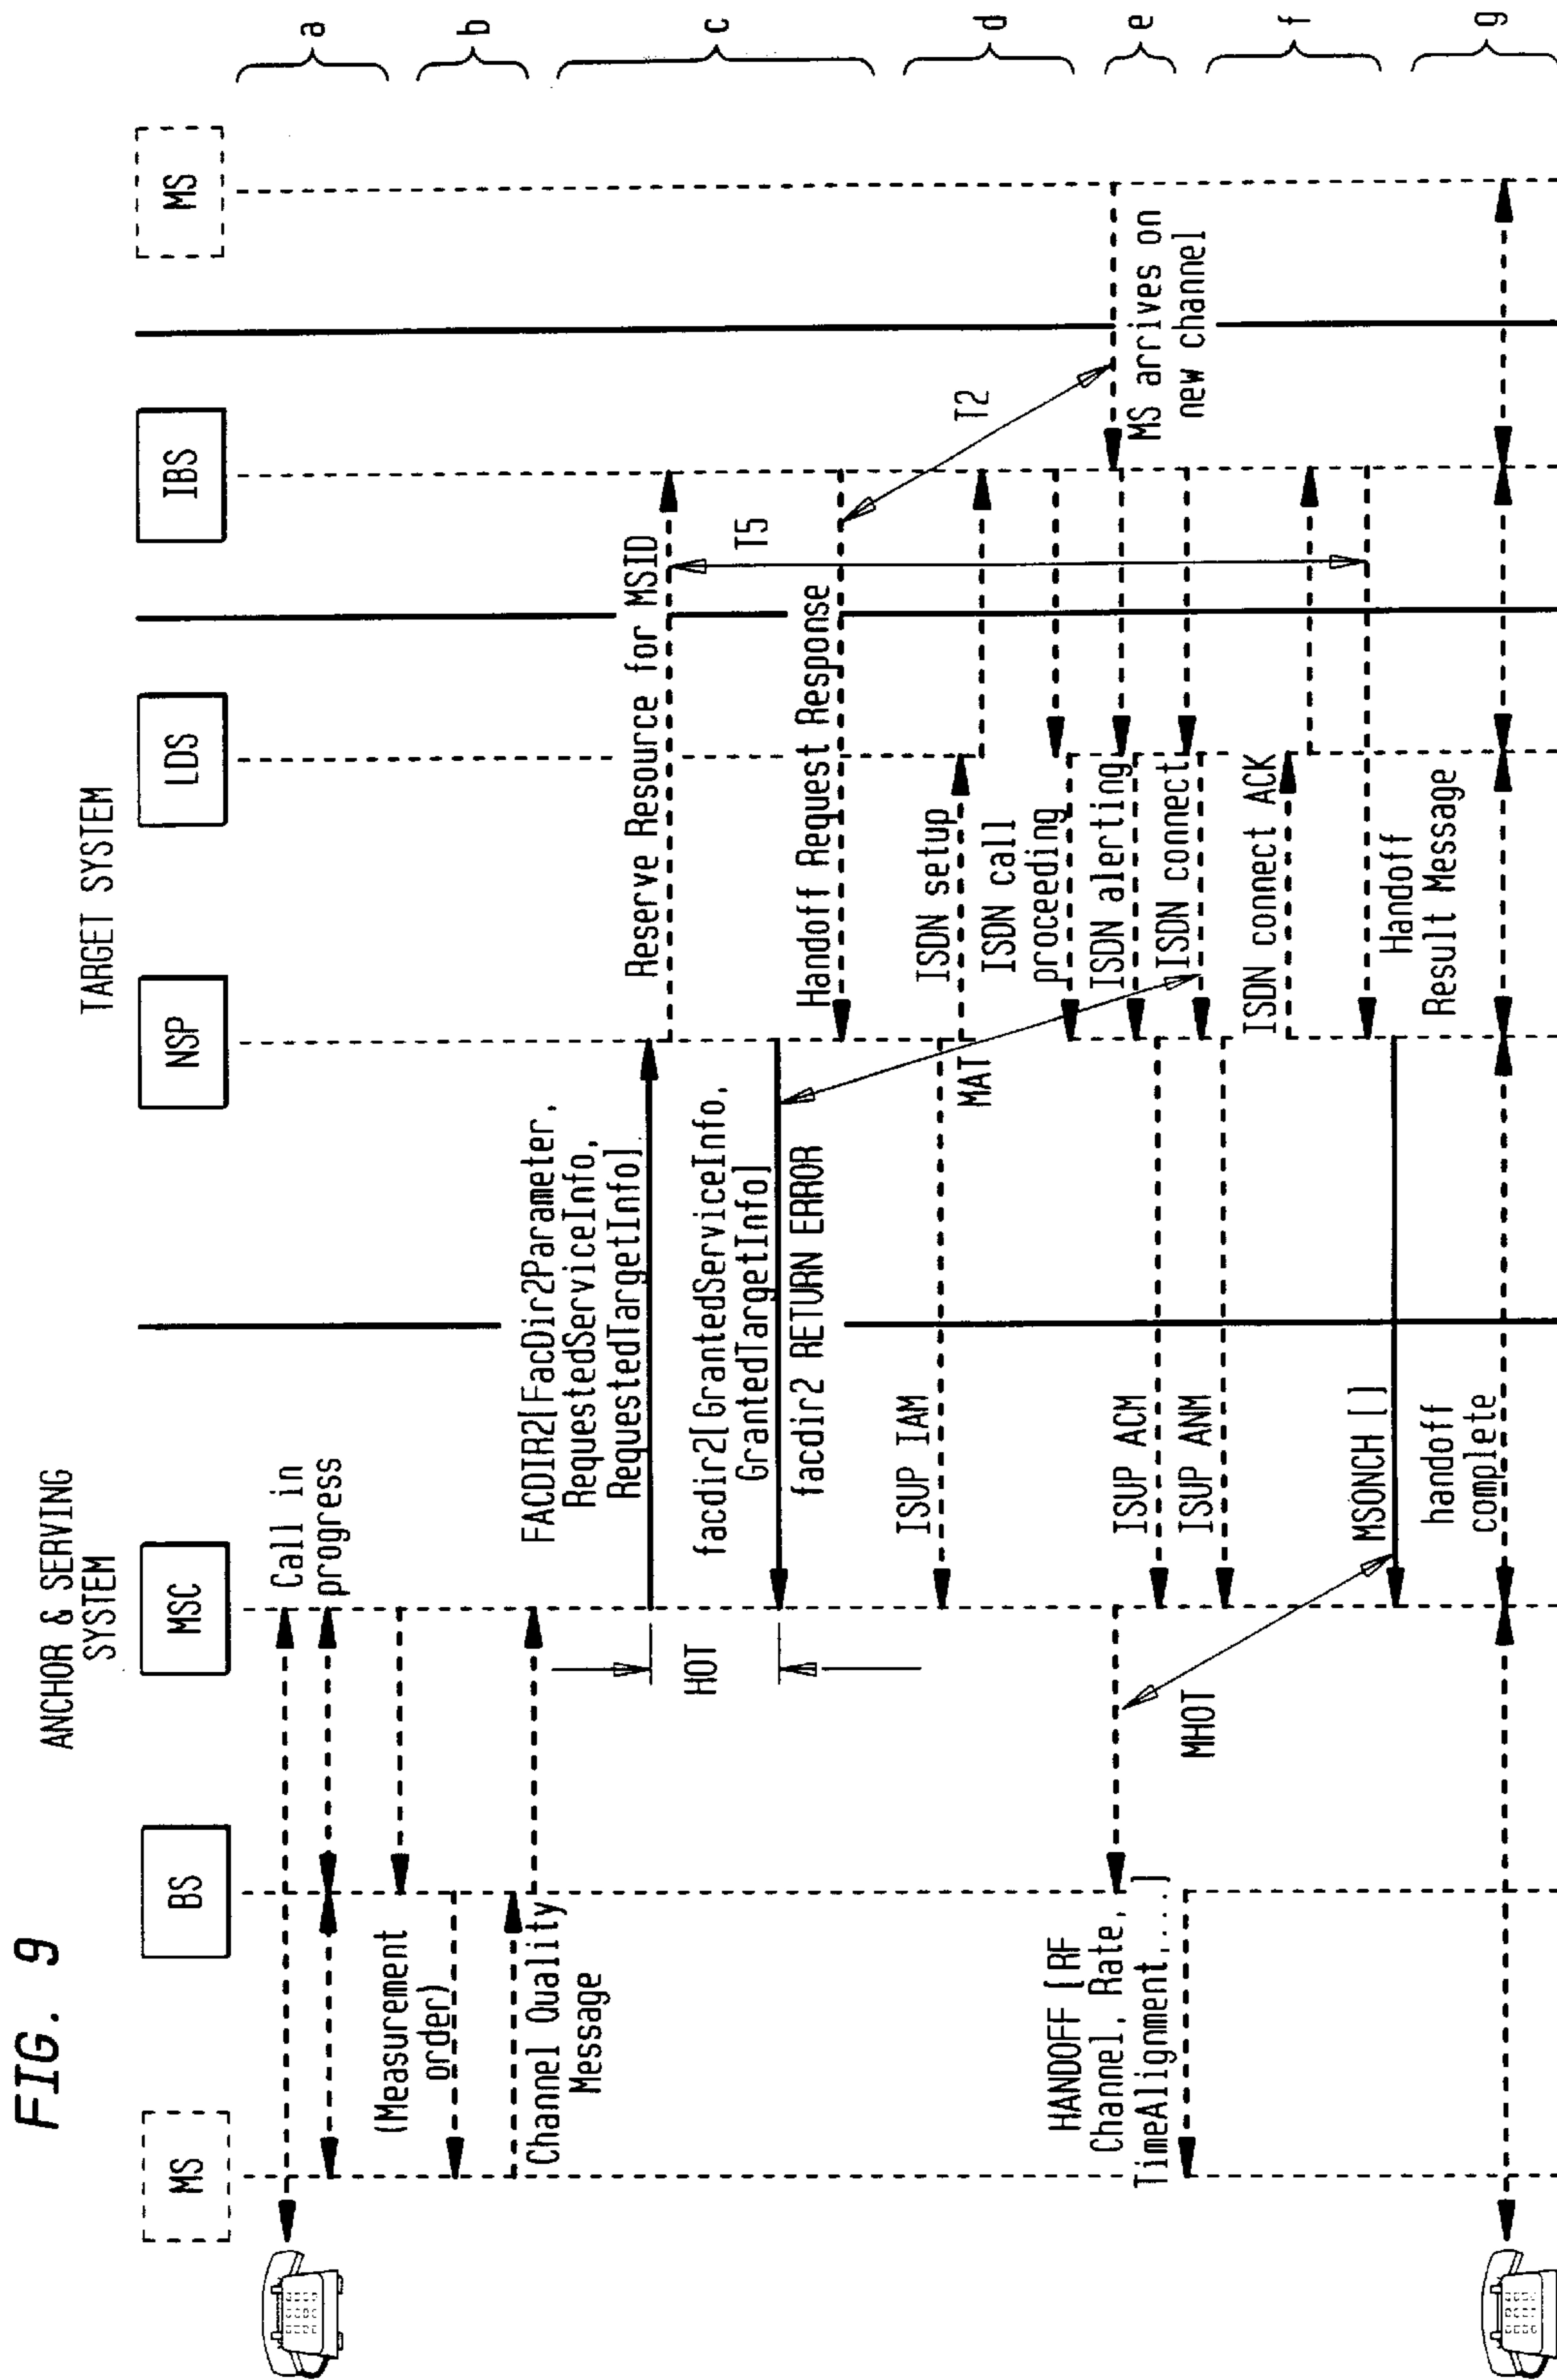 FIG. 9
ANCHOR & SERVING
SYSTEM
TARGET SYSTEM
MS
BS
MSC
NSP
LDS
IBS
MS
Call in
progress
a
(Measurement
order)
b
Channel Quality
Message
FACDIR2[FacDir2Parameter,
RequestedServiceInfo,
RequestedTargetInfo]
Reserve Resource for MSID
HOT
facdir2[GrantedServiceInfo,
GrantedTargetInfo]
facdir2 RETURN ERROR
T5
Handoff Request Response
c
ISUP IAM
MAT
ISDN setup
T2
ISDN call
proceeding
d
HANDOFF [RF
Channel, Rate,
TimeAlignment,...]
MHOT
ISUP ACM
ISDN alerting
MS arrives on
new channel
e
ISUP ANM
ISDN connect
ISDN connect ACK
MSONCH []
Handoff
Result Message
f
handoff
complete
g